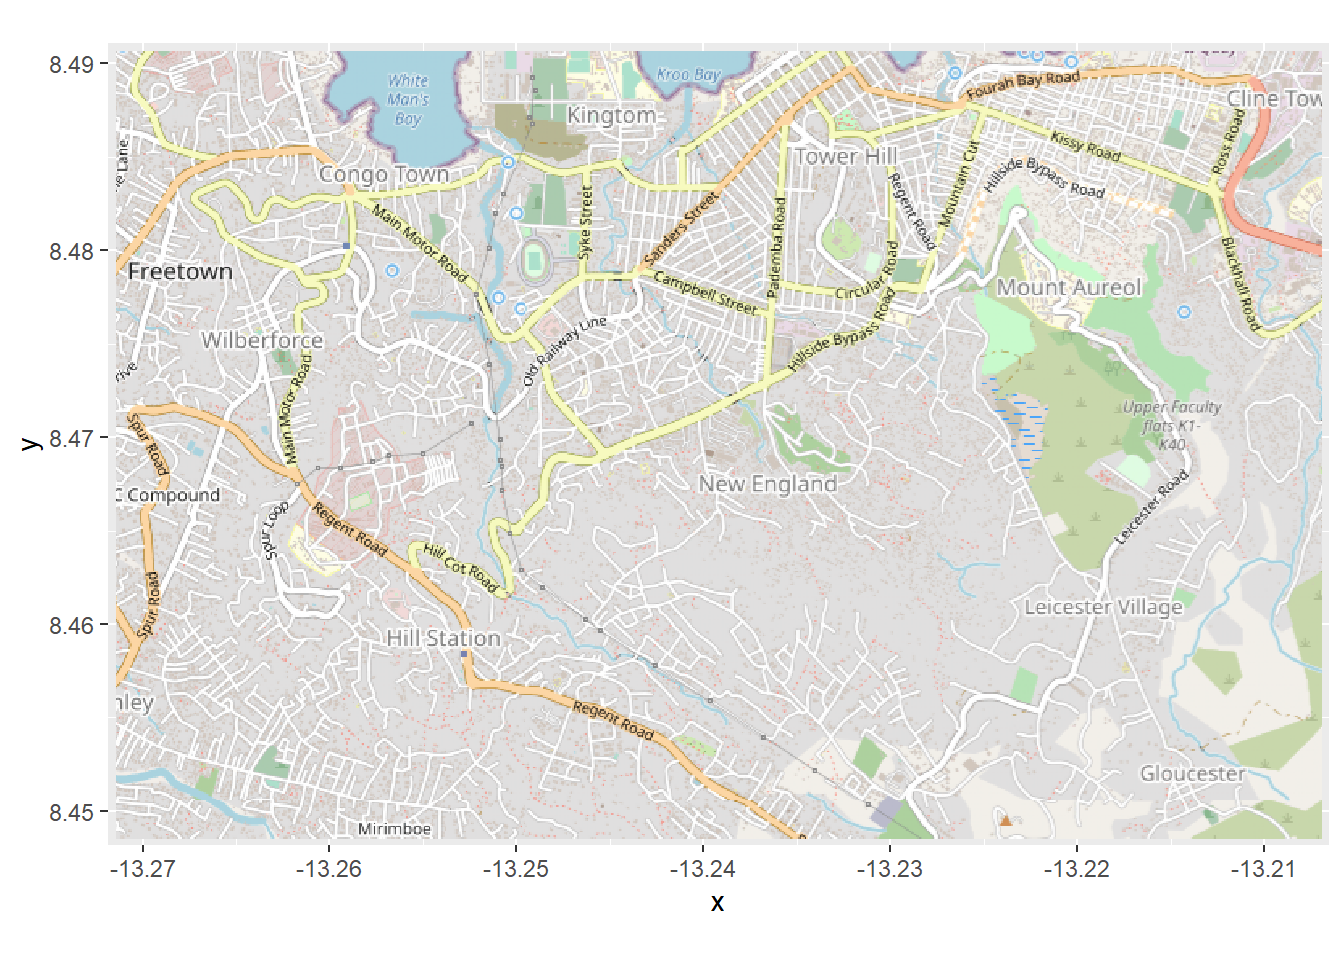 8.49
8.48
8.47
8.46
8.45
y
White
Man's
Bay
Kroo Bay
Kingtom
Fourah Bay Road
Cline Tow
Kissy Road
Ross Road
Tower Hill
Congo Town
Hillside Bypass Road
Mountain Cut
Regent Road
Main Motor Road
Syke Street
Sanders Street
Pademba Road
Circular Road
Blackhall Road
Freetown
Campbell Street
Mount Aureol
Wilberforce
Old Railway Line
Hillside Bypass Road
Main Motor Road
Upper Faculty
flats K1-
K40
Spur Road
New England
C Compound
Spur Loop
Regent Road
Leicester Road
Hill Cot Road
Spur Road
Leicester Village
Hill Station
nley
Regent Road
Gloucester
Mirimboe
-13.27
-13.26
-13.25
-13.24
-13.23
-13.22
-13.21
x